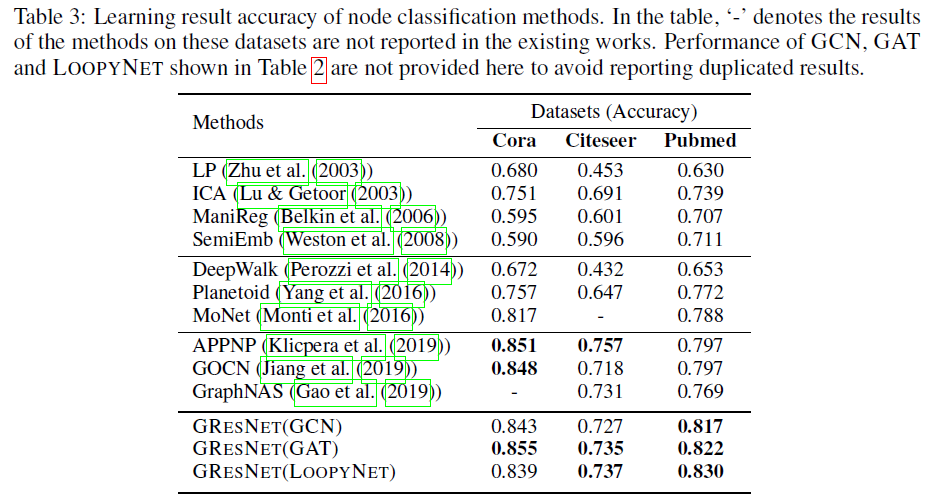 Table 3: Learning result accuracy of node classification methods. In the table, ‘-’ denotes the results
of the methods on these datasets are not reported in the existing works. Performance of GCN, GAT
and LOOPYNET shown in Table 2 are not provided here to avoid reporting duplicated results.
Methods Datasets (Accuracy)
Cora Citeseer Pubmed
LP (Zhu et al. (2003)) 0.680 0.453 0.630
ICA (Lu & Getoor (2003)) 0.751 0.691 0.739
ManiReg (Belkin et al. (2006)) 0.595 0.601 0.707
SemiEmb (Weston et al. (2008)) 0.590 0.596 0.711
DeepWalk (Perozzi et al. (2014)) 0.672 0.432 0.653
Planetoid (Yang et al. (2016)) 0.757 0.647 0.772
MoNet (Monti et al. (2016)) 0.817 - 0.788
APPNP (Klicpera et al. (2019)) 0.851 0.757 0.797
GOCN (Jiang et al. (2019)) 0.848 0.718 0.797
GraphNAS (Gao et al. (2019)) - 0.731 0.769
GRESNET(GCN) 0.843 0.727 0.817
GRESNET(GAT) 0.855 0.735 0.822
GRESNET(LOOPYNET) 0.839 0.737 0.830